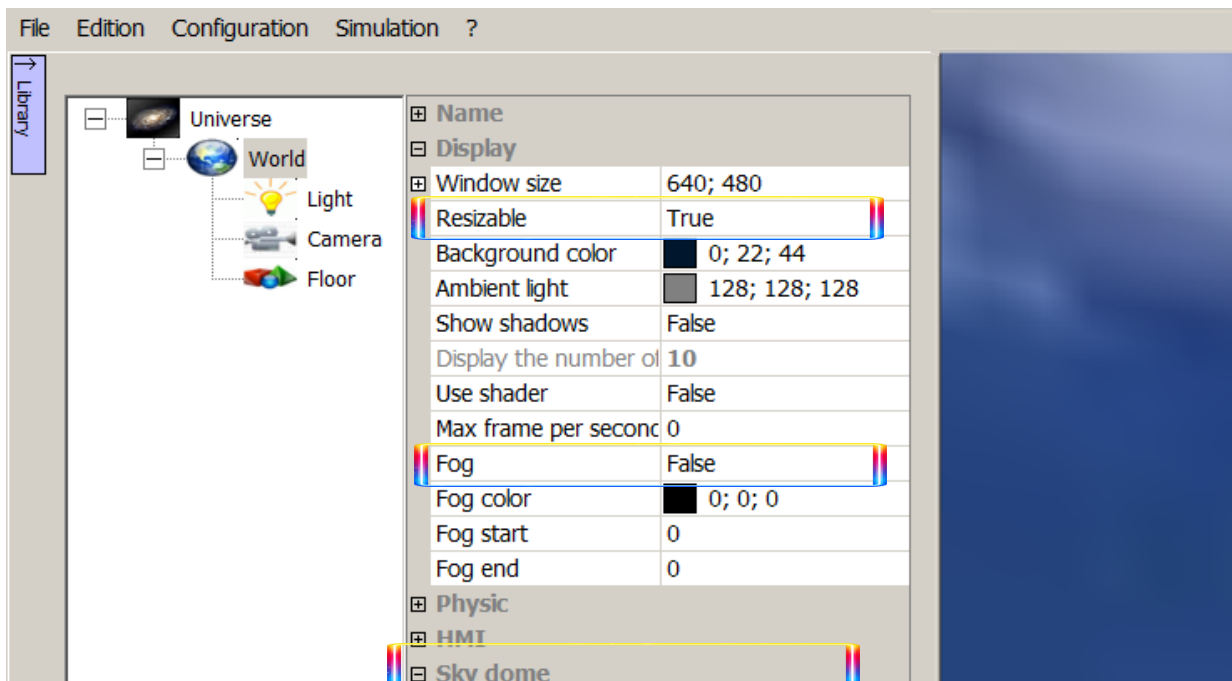 File Edition Configuration Simulation ?
↑ Library
Universe
World
Light
Camera
Floor
Name
Display
Window size 640; 480
Resizable True
Background color 0; 22; 44
Ambient light 128; 128; 128
Show shadows False
Display the number of 10
Use shader False
Max frame per second 0
Fog False
Fog color 0; 0; 0
Fog start 0
Fog end 0
Physic
HMI
Sky dome